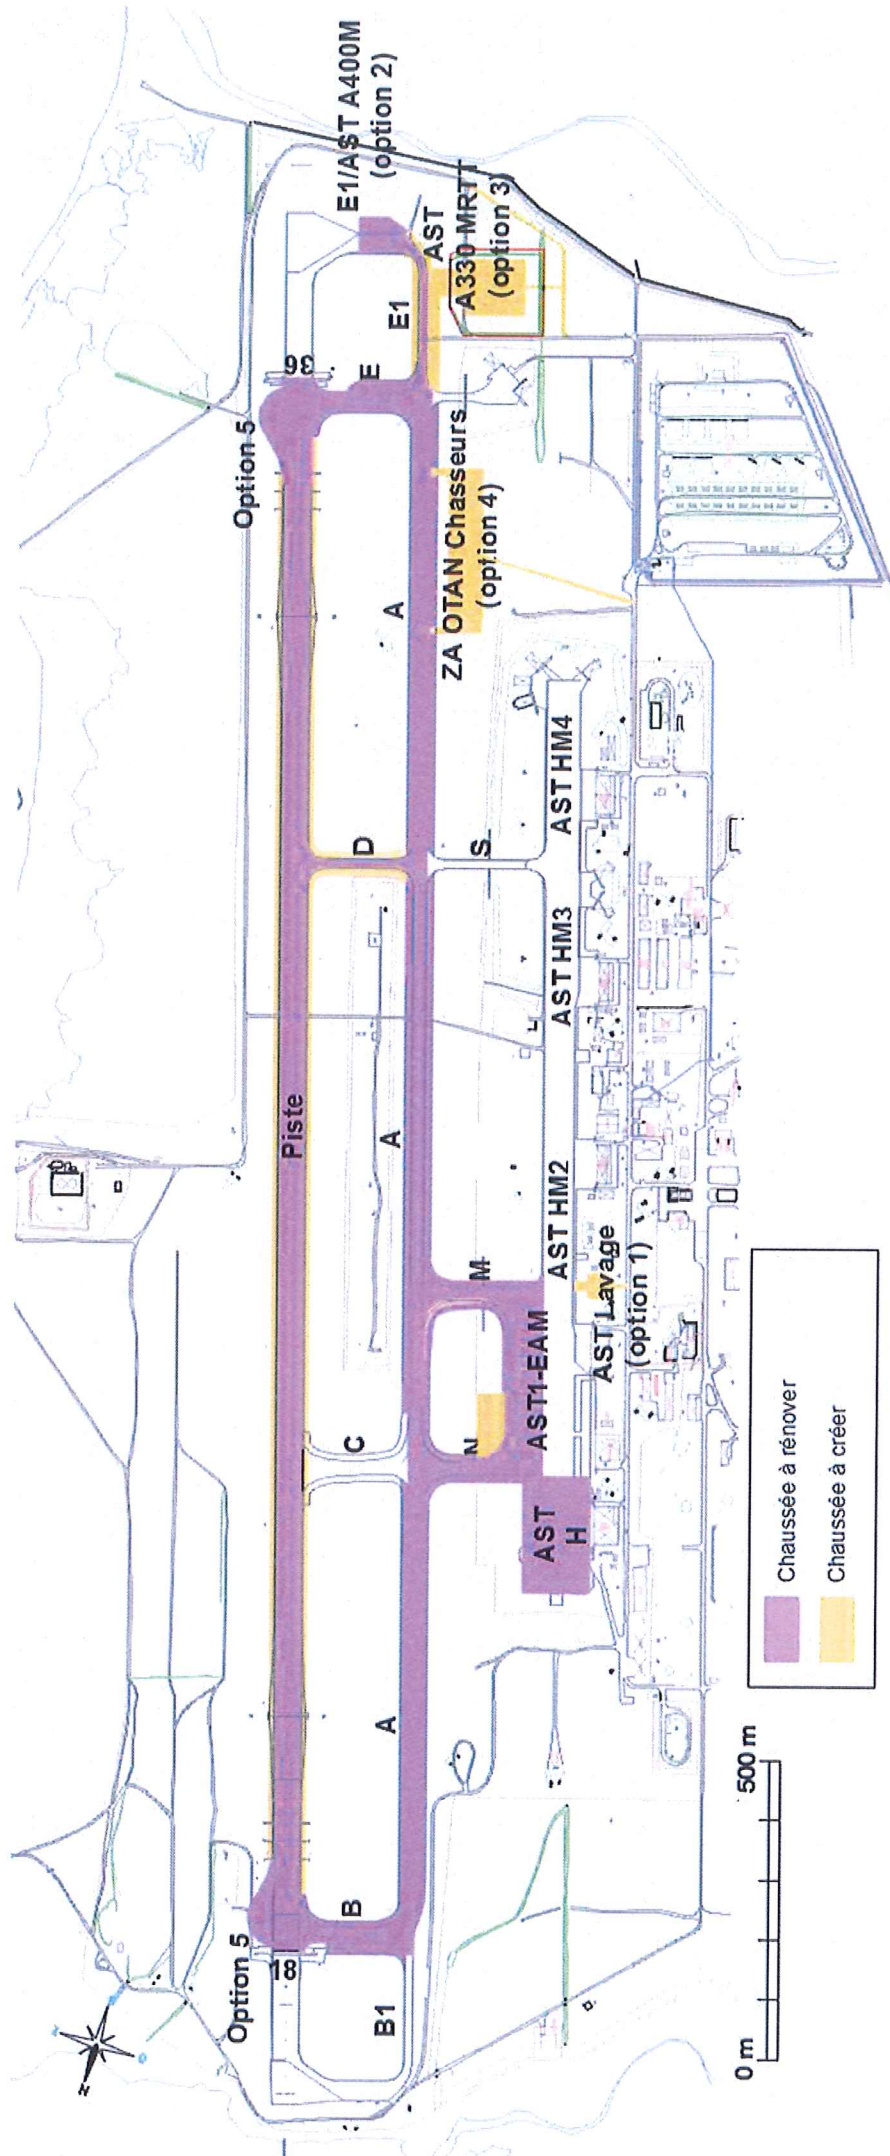 E1/AST A400M
(option 2)
AST
A330 MRTT
(option 3)
E1
E
36
Option 5
ZA OTAN Chasseurs
(option 4)
A
D
S
AST HM4
AST HM3
Piste
A
AST HM2
M
AST Lavage
(option 1)
AST1-EAM
N
C
AST
H
A
B
Option 5
18
B1
N
Chaussée à rénover
Chaussée à créer
0 m
500 m